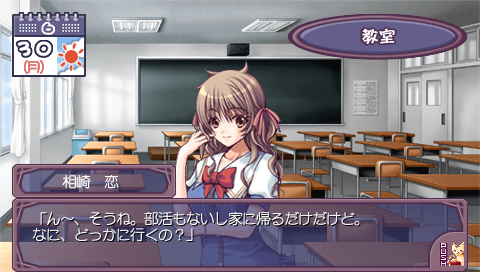 6
30
(月)
教室
相崎　恋
「ん～、そうね。部活もないし家に帰るだけだけど。
なに、どっかに行くの？」
PUSH